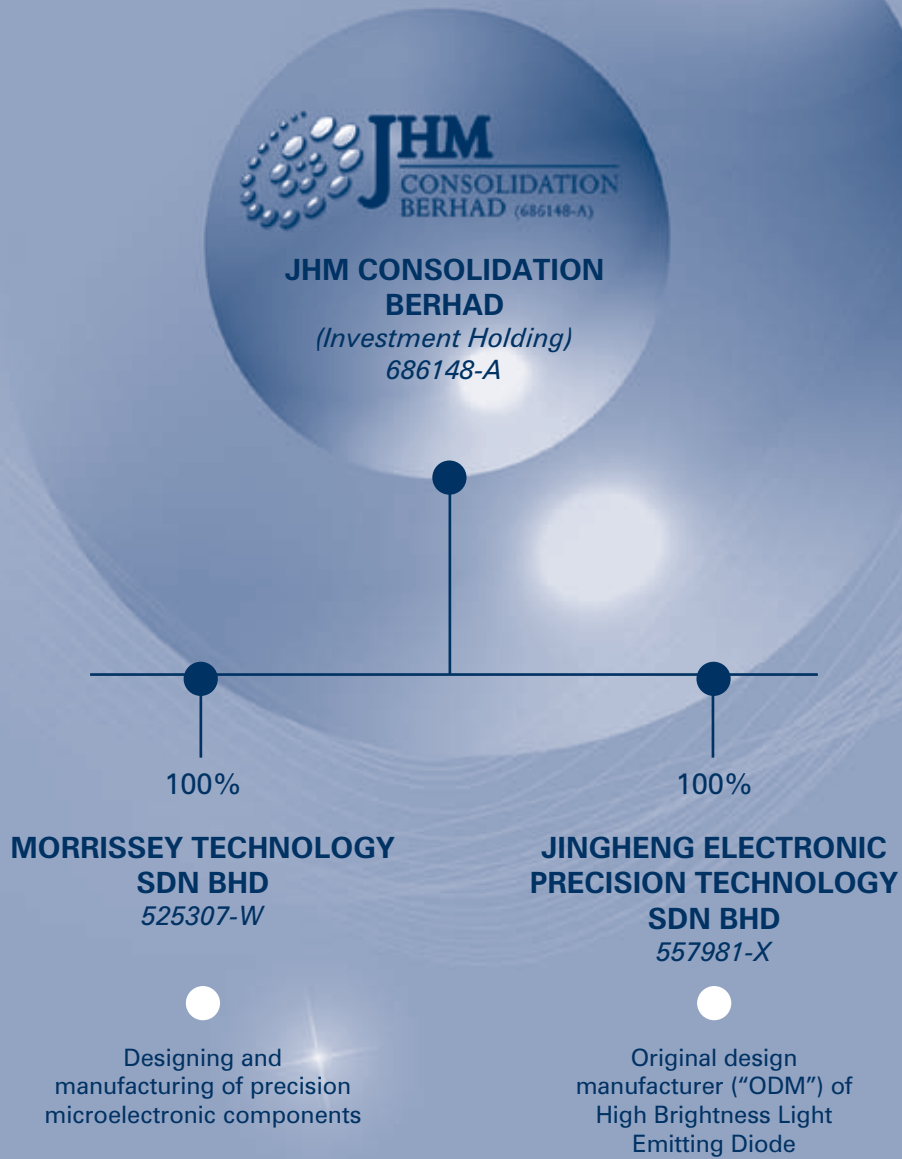 JHM
CONSOLIDATION
BERHAD (686148-A)
JHM CONSOLIDATION
BERHAD
(Investment Holding)
686148-A
100%
MORRISSEY TECHNOLOGY
SDN BHD
525307-W
Designing and
manufacturing of precision
microelectronic components
100%
JINGHENG ELECTRONIC
PRECISION TECHNOLOGY
SDN BHD
557981-X
Original design
manufacturer (“ODM”) of
High Brightness Light
Emitting Diode